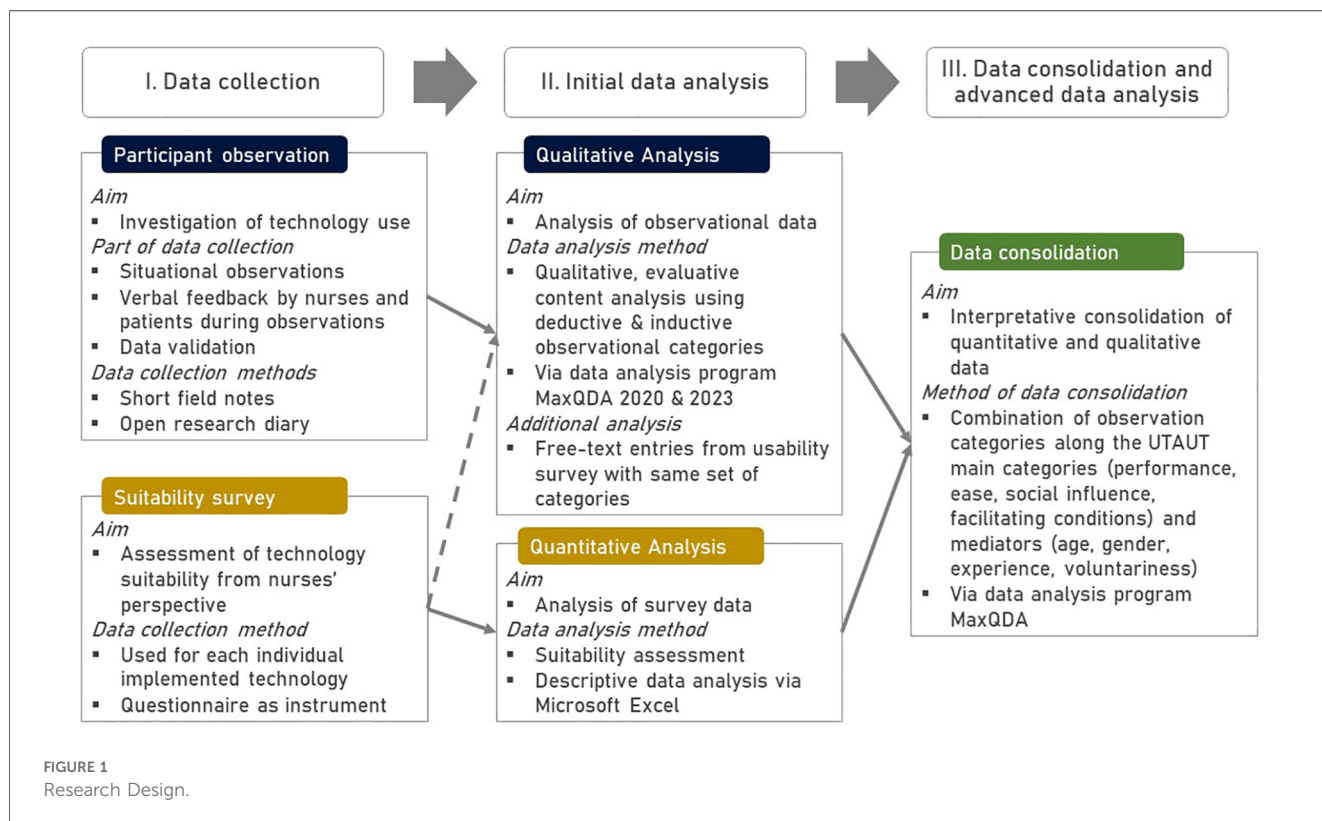 I. Data collection
II. Initial data analysis
III. Data consolidation and
advanced data analysis
Participant observation
Aim
▪ Investigation of technology use
Part of data collection
▪ Situational observations
▪ Verbal feedback by nurses and
patients during observations
▪ Data validation
Data collection methods
▪ Short field notes
▪ Open research diary
Suitability survey
Aim
▪ Assessment of technology
suitability from nurses’
perspective
Data collection method
▪ Used for each individual
implemented technology
▪ Questionnaire as instrument
Qualitative Analysis
Aim
▪ Analysis of observational data
Data analysis method
▪ Qualitative, evaluative
content analysis using
deductive & inductive
observational categories
▪ Via data analysis program
MaxQDA 2020 & 2023
Additional analysis
▪ Free-text entries from usability
survey with same set of
categories
Quantitative Analysis
Aim
▪ Analysis of survey data
Data analysis method
▪ Suitability assessment
▪ Descriptive data analysis via
Microsoft Excel
Data consolidation
Aim
▪ Interpretative consolidation of
quantitative and qualitative
data
Method of data consolidation
▪ Combination of observation
categories along the UTAUT
main categories (performance,
ease, social influence,
facilitating conditions) and
mediators (age, gender,
experience, voluntariness)
▪ Via data analysis program
MaxQDA
FIGURE 1
Research Design.